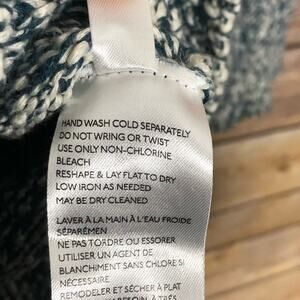 HAND WASH COLD SEPARATELY
DO NOT WRING OR TWIST
USE ONLY NON-CHLORINE
BLEACH
RESHAPE & LAY FLAT TO DRY
LOW IRON AS NEEDED
MAY BE DRY CLEANED
LAVER À LA MAIN À L'EAU FROIDE
SÉPARÉMEN
NE PAS TORDRE OU ESSORER
UTILISER UN AGENT DE
BLANCHIMENT SANS CHLORE SI
NÉCESSAIRE
REMODELER ET SÉCHER À PLAT
BESOIN, À TRÈS